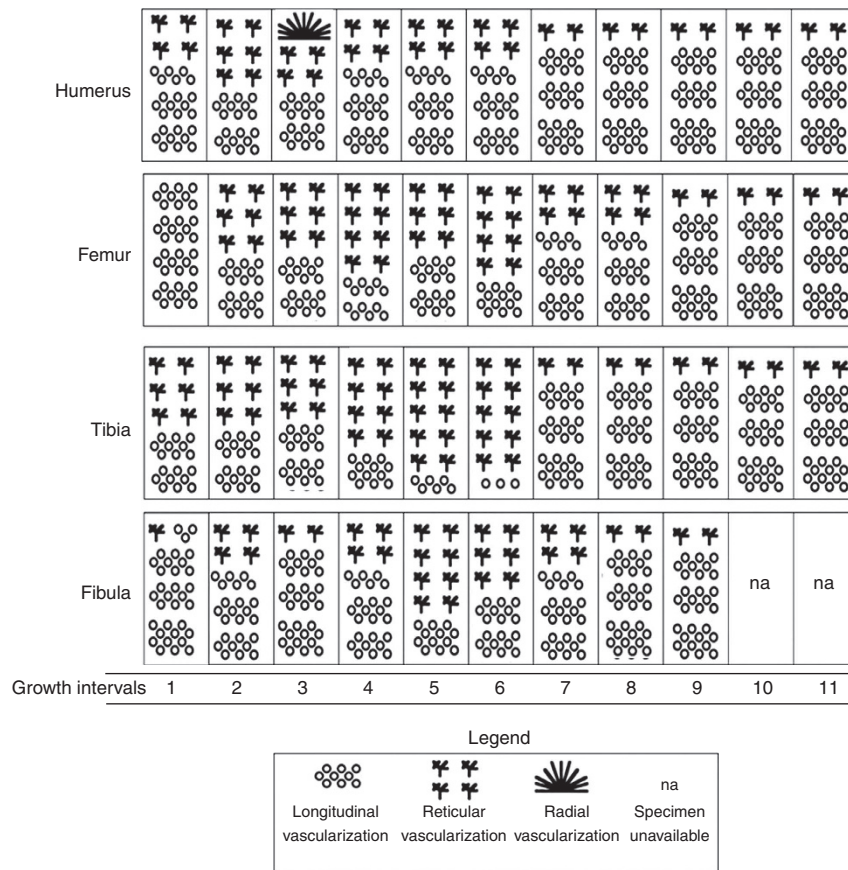 Humerus
Femur
Tibia
Fibula
na na
Growth intervals 1 2 3 4 5 6 7 8 9 10 11
Legend
na
Longitudinal Reticular Radial Specimen
vascularization vascularization vascularization unavailable